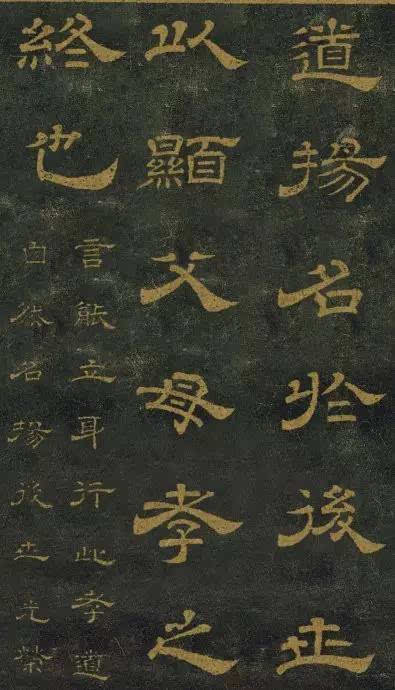 道揚名於後世
以顯父母孝之
終也
言能立身行此孝道
自然名揚後世光榮